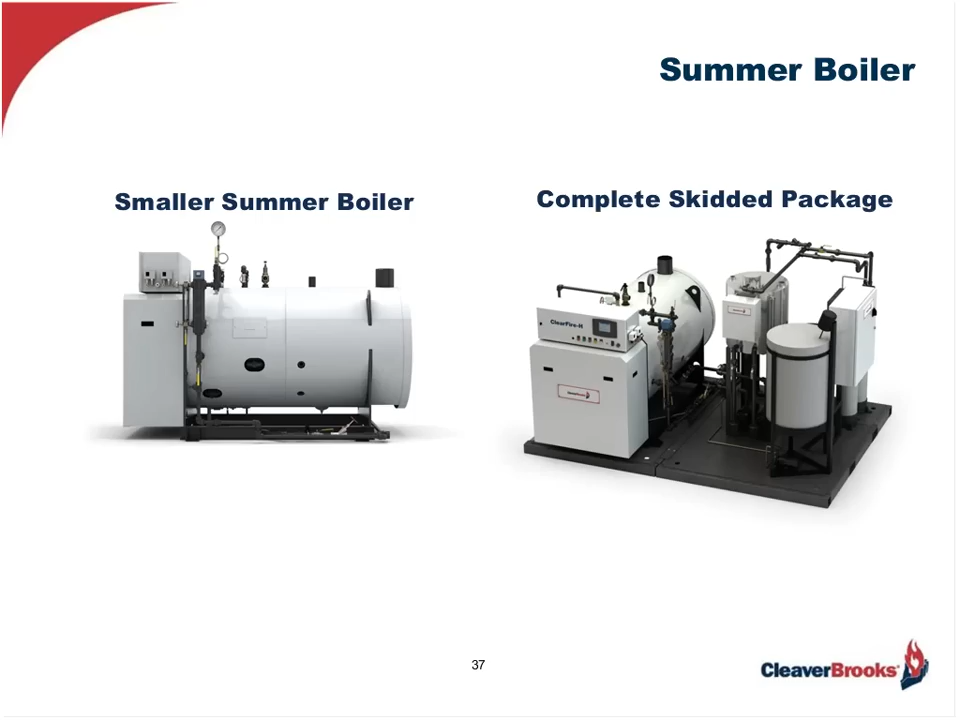 Summer Boiler
Smaller Summer Boiler
Complete Skidded Package
ClearFire-H
37
CleaverBrooks